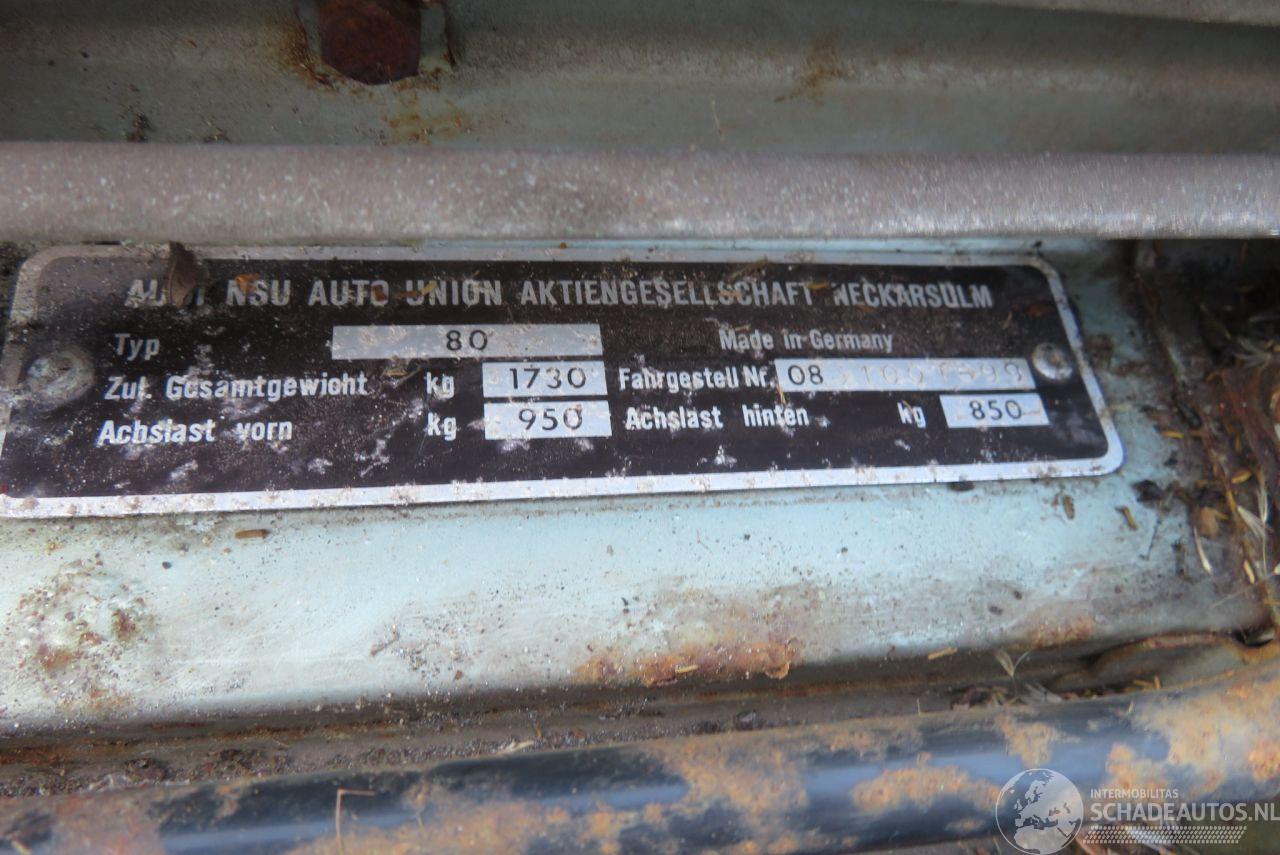 AUDI NSU AUTO UNION AKTIENGESELLSCHAFT NECKARSULM
Typ 80 Made in Germany
Zul. Gesamtgewicht kg 1730 Fahrgestell Nr. 08
Achslast vorn kg 950 Achslast hinten kg 850
INTERMOBILITAS
SCHADEAUTOS.NL